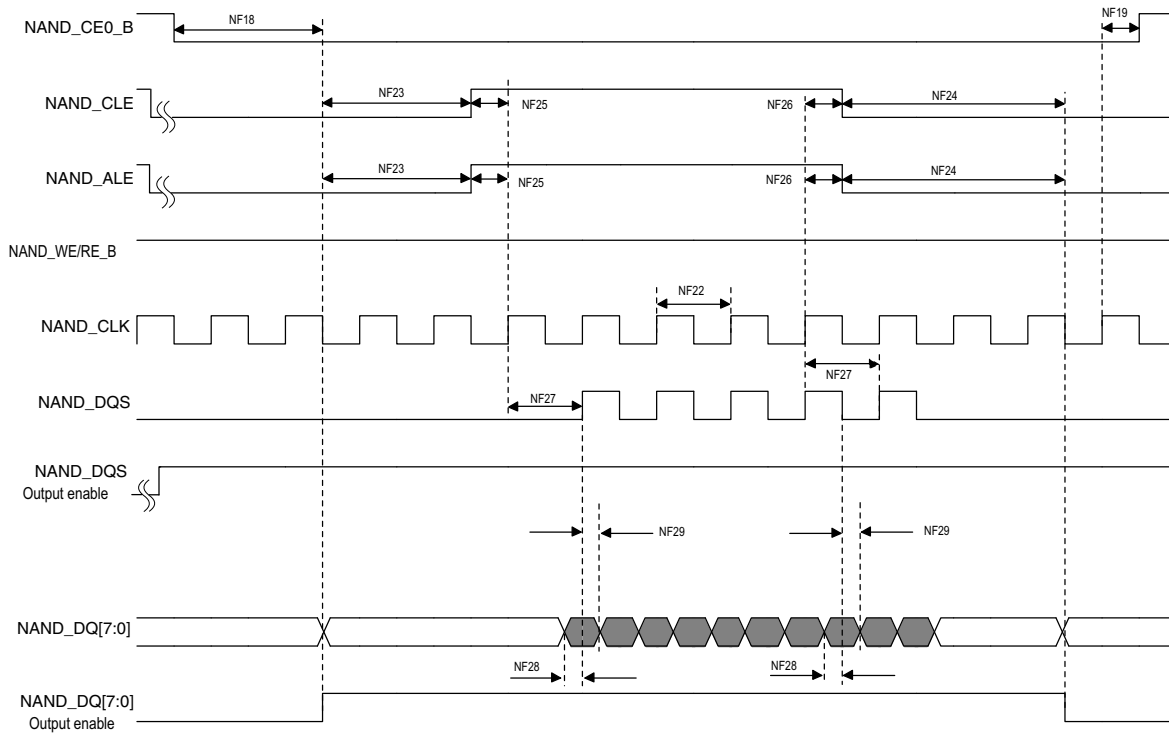 NAND_CE0_B
NF18
NF19
NAND_CLE
NF23
NF25
NF26
NF24
NAND_ALE
NF23
NF25
NF26
NF24
NAND_WE/RE_B
NF22
NAND_CLK
NF27
NAND_DQS
NF27
NAND_DQS
Output enable
NF29
NF29
NAND_DQ[7:0]
NF28
NF28
NAND_DQ[7:0]
Output enable